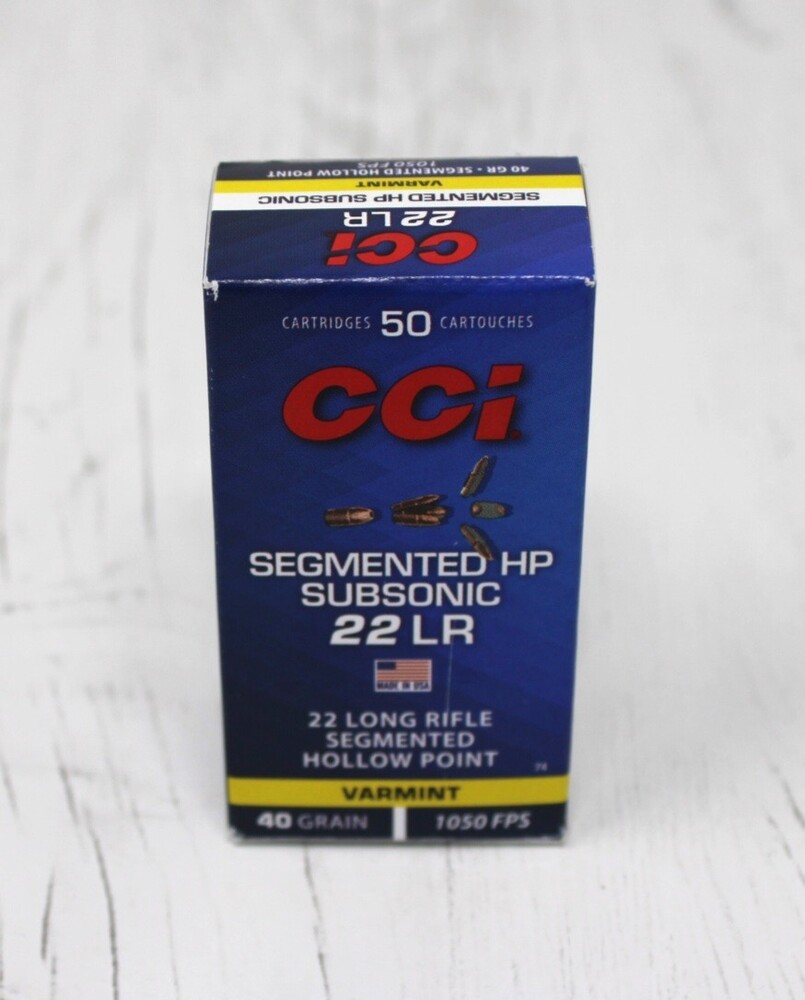 40 GR • SEGMENTED HOLLOW POINT
1050 FPS
VARMINT
SEGMENTED HP SUBSONIC
22 LR
CCI
CARTRIDGES 50 CARTOUCHES
CCI
SEGMENTED HP
SUBSONIC
22 LR
MADE IN USA
22 LONG RIFLE
SEGMENTED
HOLLOW POINT
74
VARMINT
40 GRAIN 1050 FPS